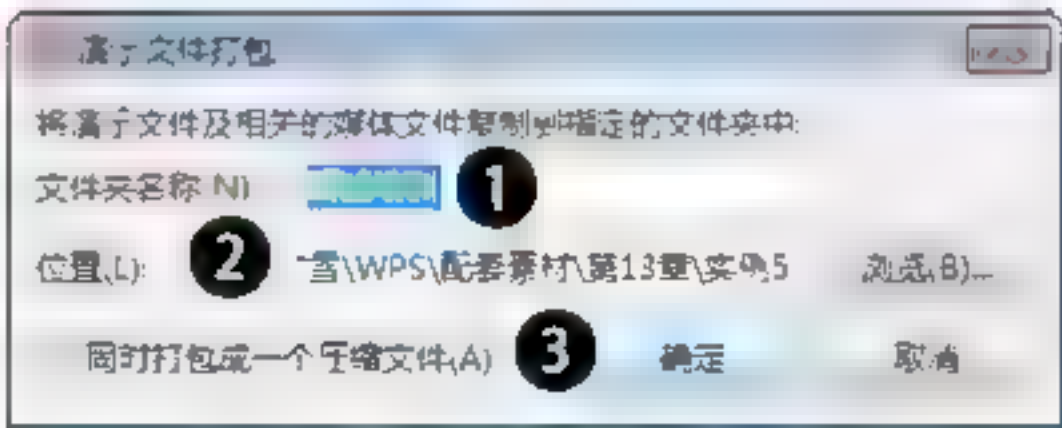 演示文件打包
将演示文件及相关的媒体文件复制到指定的文件夹中:
文件夹名称(N) 1
位置(L): 2 \WPS\配套素材\第13章\实例5 浏览(B)...
同时打包成一个压缩文件(A) 3 确定 取消